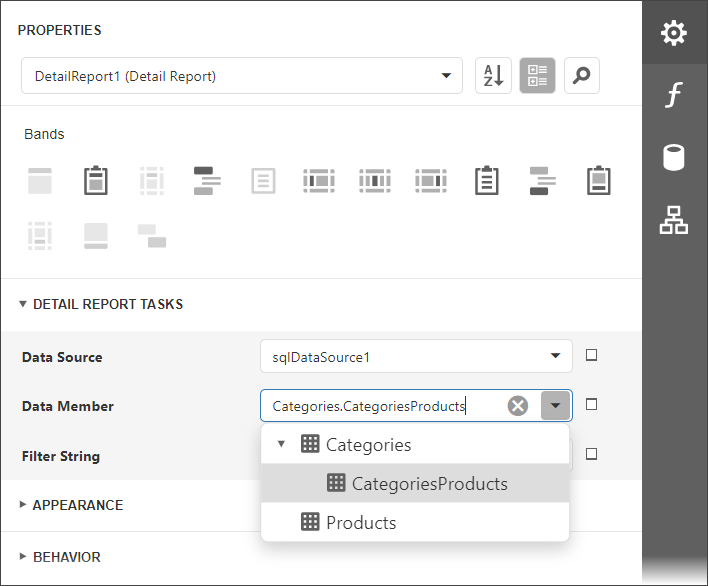 PROPERTIES
DetailReport1 (Detail Report)
A
Z
Bands
DETAIL REPORT TASKS
Data Source
sqlDataSource1
Data Member
Categories.CategoriesProducts
Filter String
Categories
CategoriesProducts
Products
APPEARANCE
BEHAVIOR
f